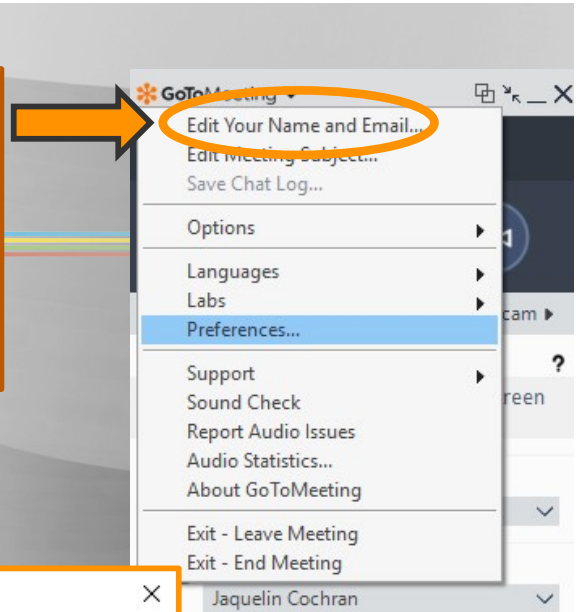 GoToMeeting
Edit Your Name and Email...
Edit Meeting Subject...
Save Chat Log...
Options
Languages
Labs
cam
Preferences...
?
Support
reen
Sound Check
Report Audio Issues
Audio Statistics...
About GoToMeeting
Exit - Leave Meeting
Exit - End Meeting
Jaquelin Cochran